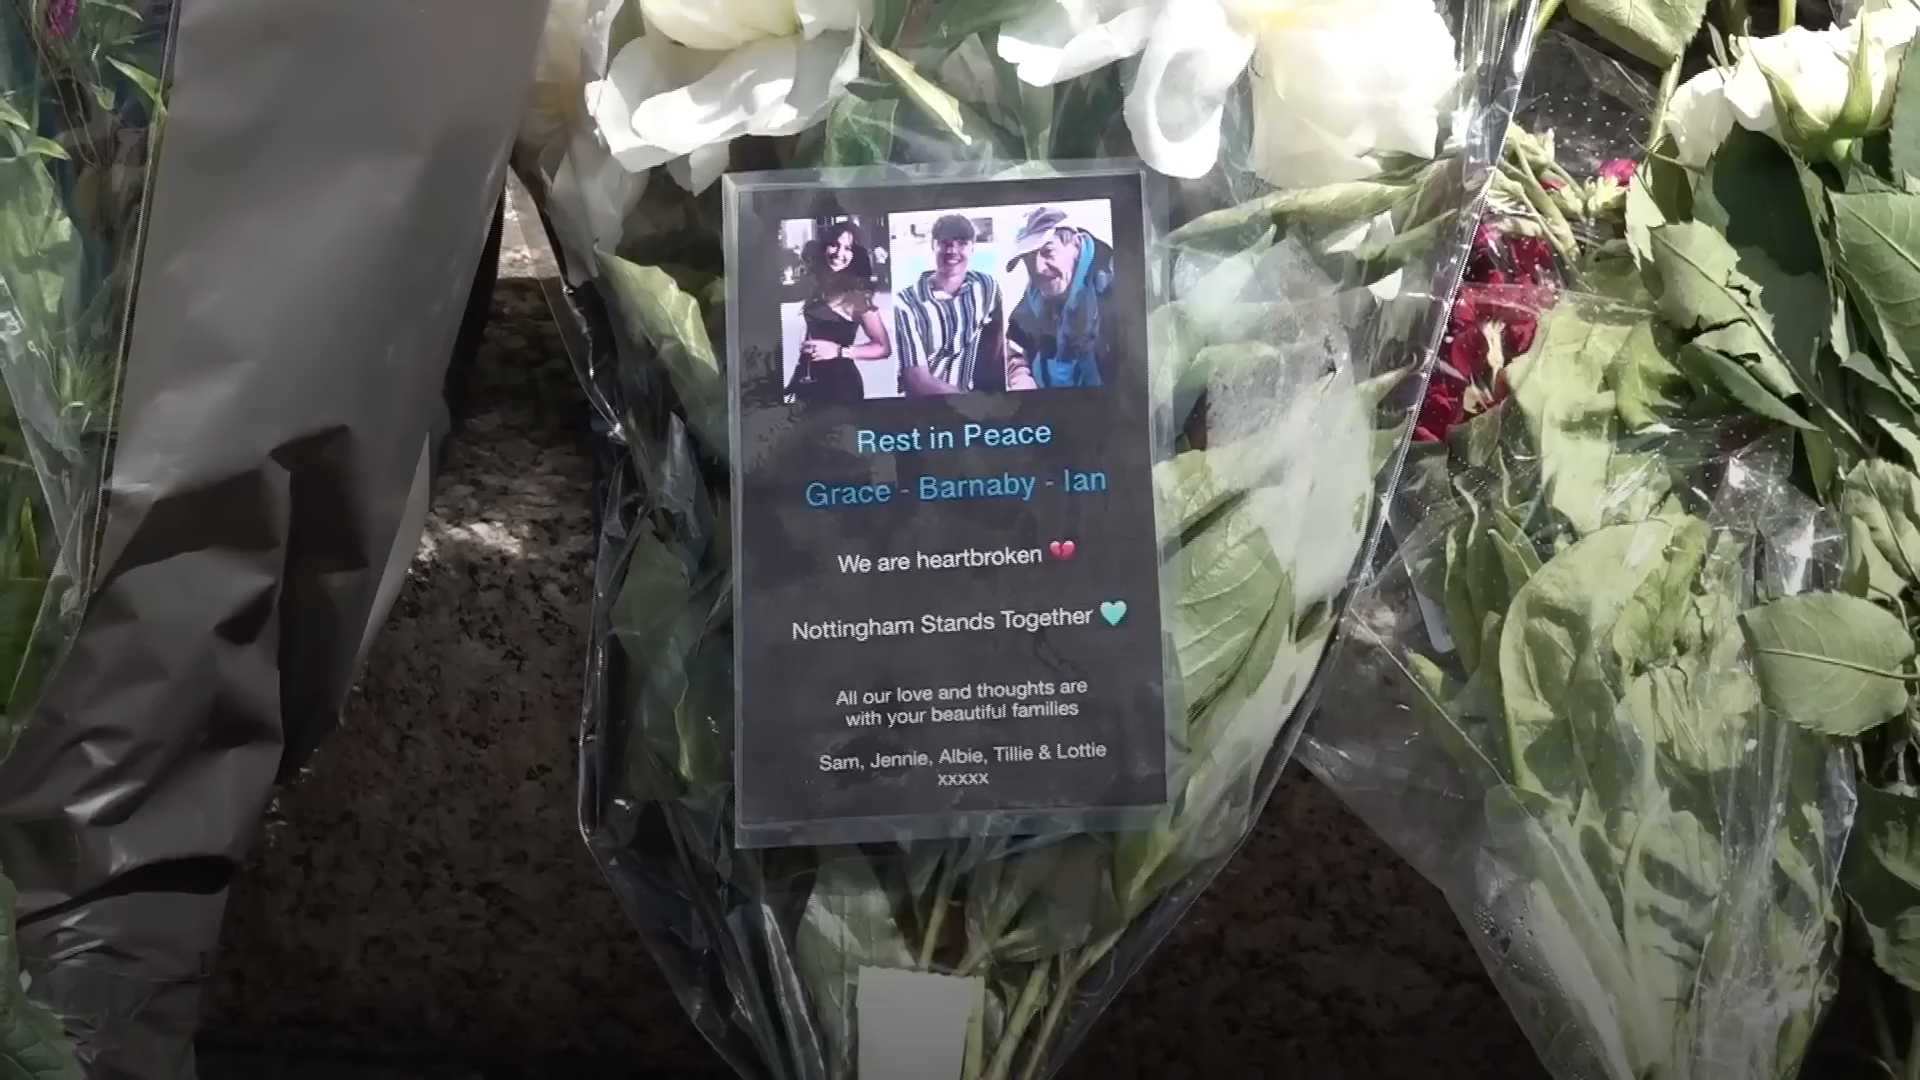 Rest in Peace
Grace - Barnaby - Ian
We are heartbroken 💔
Nottingham Stands Together 💚
All our love and thoughts are
with your beautiful families
Sam, Jennie, Albie, Tillie & Lottie
xxxxx